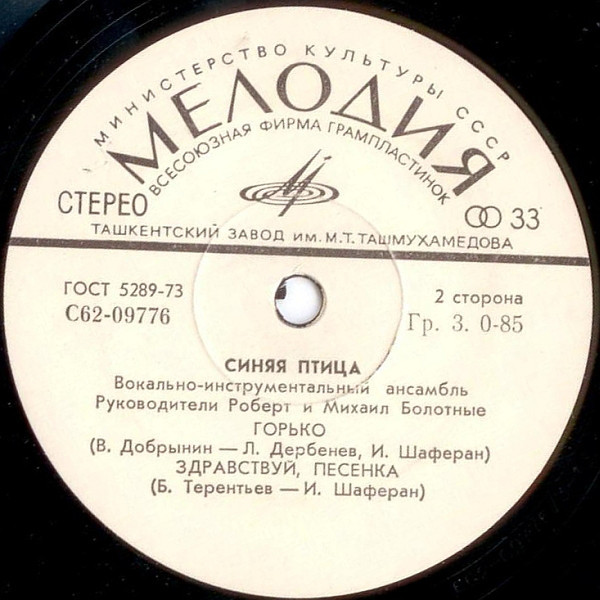 МИНИСТЕРСТВО КУЛЬТУРЫ СССР
МЕЛОДИЯ
ВСЕСОЮЗНАЯ ФИРМА ГРАМПЛАСТИНОК
СТЕРЕО
33
ТАШКЕНТСКИЙ ЗАВОД ИМ. М. Т. ТАШМУХАМЕДОВА
ГОСТ 5289-73
2 сторона
С62-09776
Гр. 3. 0-85
СИНЯЯ ПТИЦА
Вокально-инструментальный ансамбль
Руководители Роберт и Михаил Болотные
ГОРЬКО
(В. Добрынин — Л. Дербенев, И. Шаферан)
ЗДРАВСТВУЙ, ПЕСЕНКА
(Б. Терентьев — И. Шаферан)